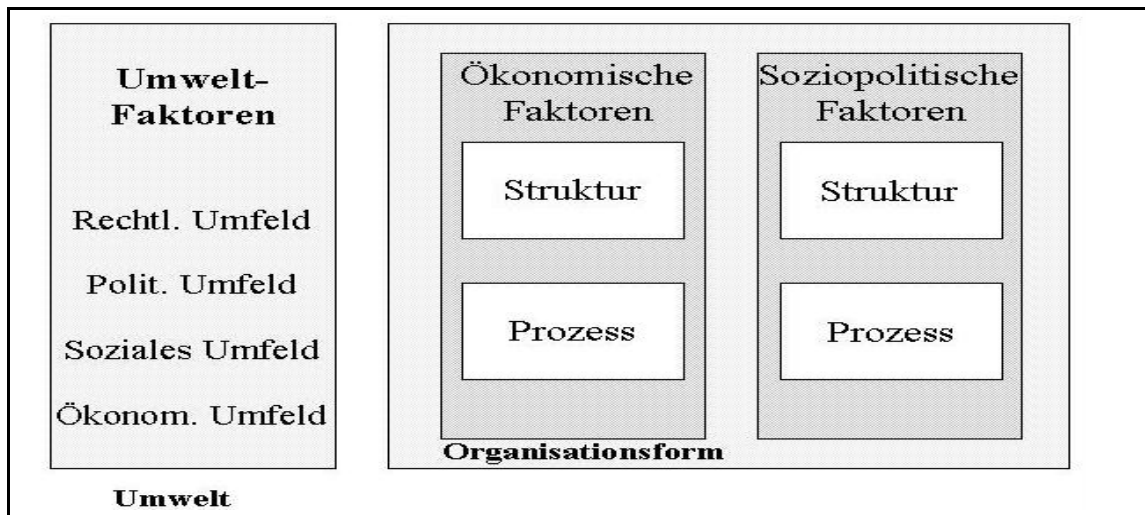 Umwelt-
Faktoren
Rechtl. Umfeld
Polit. Umfeld
Soziales Umfeld
Ökonom. Umfeld
Umwelt
Ökonomische
Faktoren
Struktur
Prozess
Soziopolitische
Faktoren
Struktur
Prozess
Organisationsform